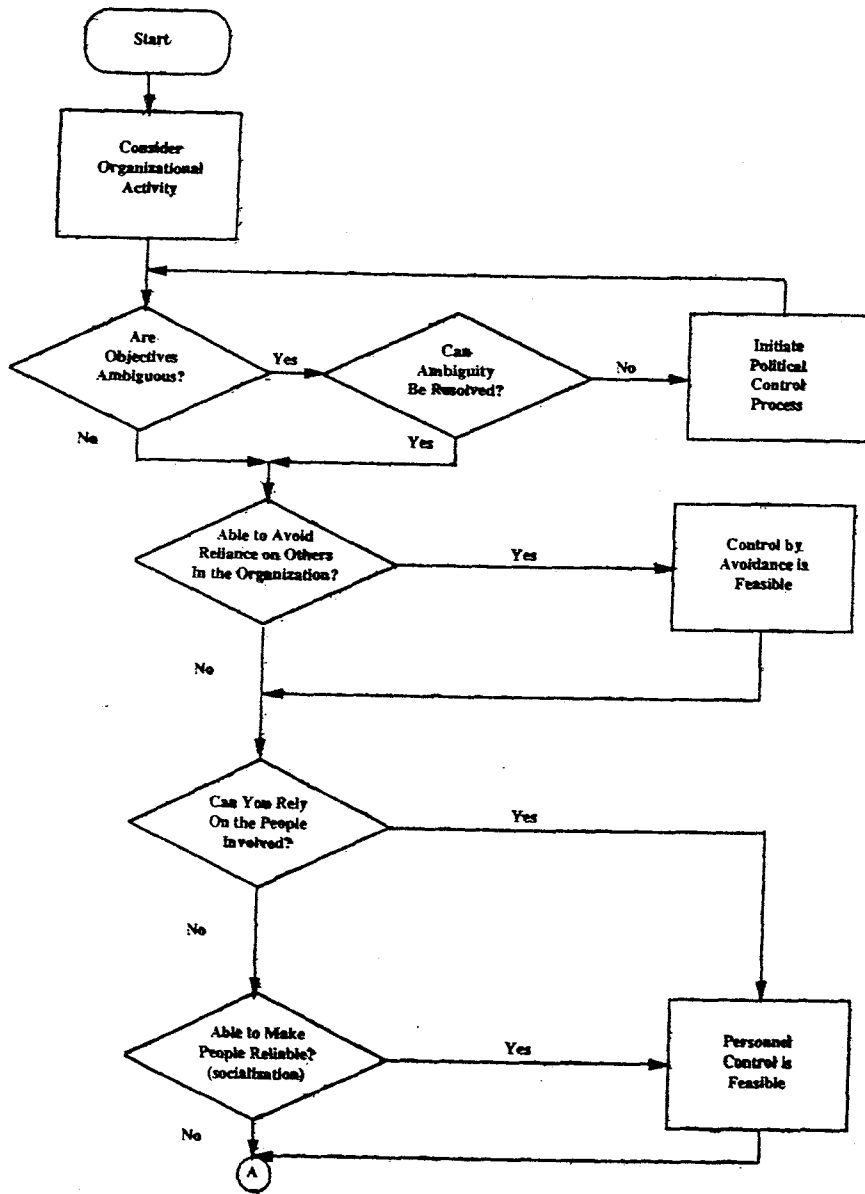 Start
Consider
Organizational
Activity
Are
Objectives
Ambiguous?
Yes
Can
Ambiguity
Be Resolved?
No
Initiate
Political
Control
Process
No
Yes
Able to Avoid
Reliance on Others
In the Organization?
Yes
Control by
Avoidance is
Feasible
No
Can You Rely
On the People
Involved?
Yes
No
Able to Make
People Reliable?
(socialization)
Yes
Personnel
Control is
Feasible
No
A